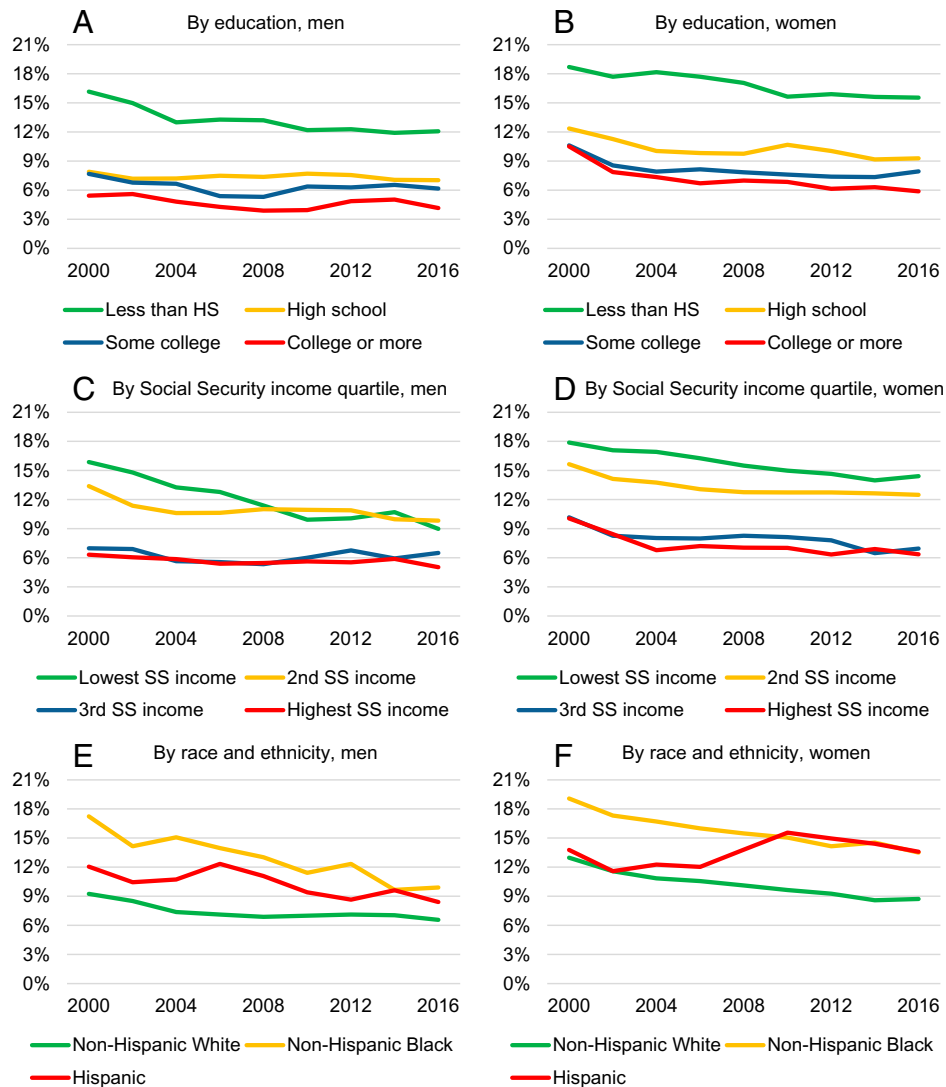 A By education, men
21%
18%
15%
12%
9%
6%
3%
0%
2000 2004 2008 2012 2016
Less than HS High school
Some college College or more
B By education, women
21%
18%
15%
12%
9%
6%
3%
0%
2000 2004 2008 2012 2016
Less than HS High school
Some college College or more
C By Social Security income quartile, men
21%
18%
15%
12%
9%
6%
3%
0%
2000 2004 2008 2012 2016
Lowest SS income 2nd SS income
3rd SS income Highest SS income
D By Social Security income quartile, women
21%
18%
15%
12%
9%
6%
3%
0%
2000 2004 2008 2012 2016
Lowest SS income 2nd SS income
3rd SS income Highest SS income
E By race and ethnicity, men
21%
18%
15%
12%
9%
6%
3%
0%
2000 2004 2008 2012 2016
Non-Hispanic White Non-Hispanic Black
Hispanic
F By race and ethnicity, women
21%
18%
15%
12%
9%
6%
3%
0%
2000 2004 2008 2012 2016
Non-Hispanic White Non-Hispanic Black
Hispanic